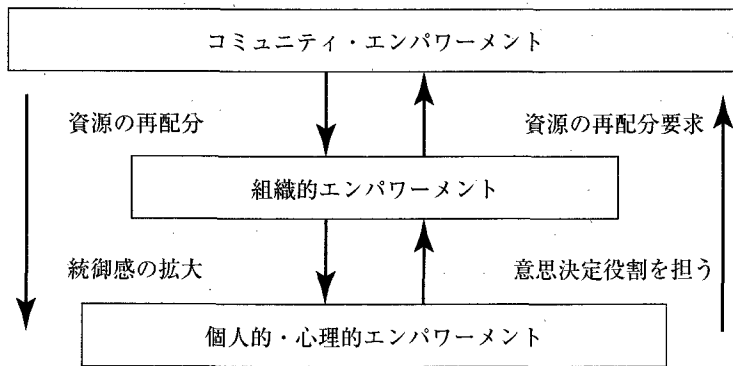 コミュニティ・エンパワーメント
資源の再配分
資源の再配分要求
組織的エンパワーメント
統御感の拡大
意思決定役割を担う
個人的・心理的エンパワーメント